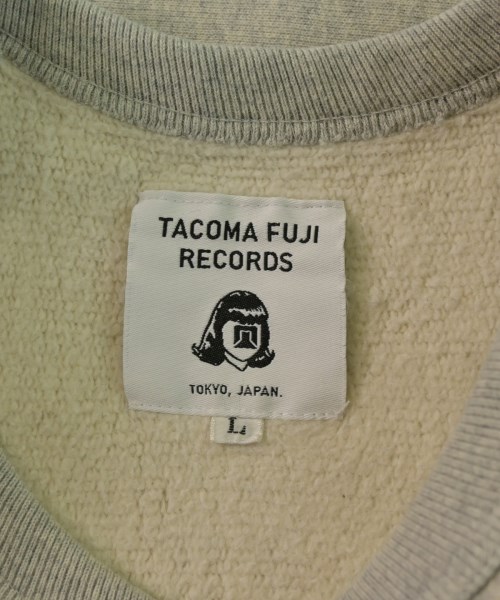 TACOMA FUJI
RECORDS
TOKYO, JAPAN.
L